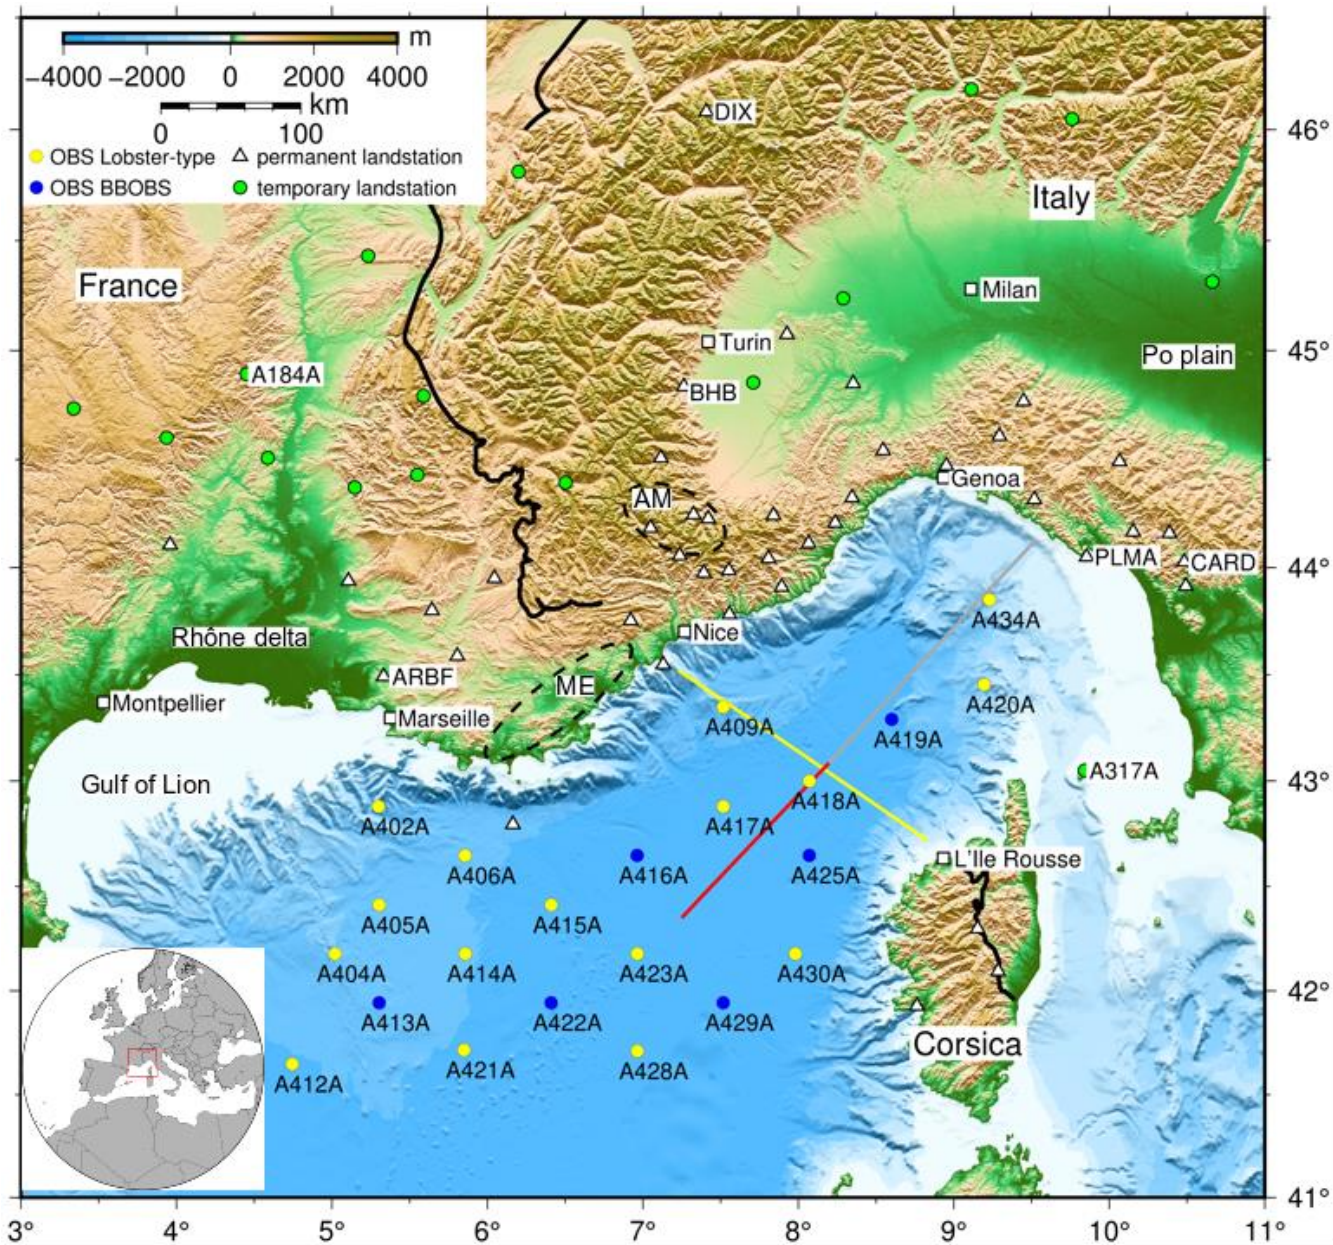 m
−4000 −2000 0 2000 4000
km
0 100
OBS Lobster-type
permanent landstation
OBS BBOBS
temporary landstation
DIX
46°
Italy
France
Milan
Turin
Po plain
45°
A184A
BHB
AM
Genoa
PLMA
CARD
44°
A434A
Rhône delta
Nice
ARBF
ME
Montpellier
Marseille
A409A
A420A
A419A
Gulf of Lion
A317A
43°
A402A
A417A
A418A
L'Ile Rousse
A406A
A416A
A425A
A405A
A415A
A404A
A414A
A423A
A430A
42°
A413A
A422A
A429A
Corsica
A412A
A421A
A428A
41°
3° 4° 5° 6° 7° 8° 9° 10° 11°